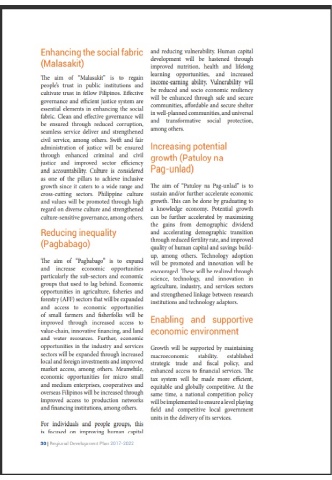 Enhancing the social fabric
(Malasakit)
The aim of "Malasakit" is to regain
people's trust in public institutions and
cultivate trust in fellow Filipinos. Effective
governance and efficient justice system are
essential elements in enhancing the social
fabric. Clean and effective governance will
be ensured through reduced corruption,
seamless service deliver and strengthened
civil service, among others. Swift and fair
administration of justice will be ensured
through enhanced criminal and civil
justice and improved sector efficiency
and accountability. Culture is considered
as one of the pillars to achieve inclusive
growth since it caters to a wide range and
cross-cutting sectors. Philippine culture
and values will be promoted through high
regard on diverse culture and strengthened
culture-sensitive governance, among others.
Reducing inequality
(Pagbabago)
The aim of "Pagbabago" is to expand
and increase economic opportunities
particularly the sub-sectors and economic
groups that used to lag behind. Economic
opportunities in agriculture, fisheries and
forestry (AFF) sectors that will be expanded
and access to economic opportunities
of small farmers and fisherfolks will be
improved through increased access to
value-chain, innovative financing, and land
and water resources. Further, economic
opportunities in the industry and services
sectors will be expanded through increased
local and foreign investments and improved
market access, among others. Meanwhile,
economic opportunities for micro small
and medium enterprises, cooperatives and
overseas Filipinos will be increased through
improved access to production networks
and financing institutions, among others.
For individuals and people groups, this
is focused on improving human capital
and reducing vulnerability. Human capital
development will be hastened through
improved nutrition, health and lifelong
learning opportunities, and increased
income-earning ability. Vulnerability will
be reduced and socio economic resiliency
will be enhanced through safe and secure
communities, affordable and secure shelter
in well-planned communities, and universal
and transformative social protection,
among others.
Increasing potential
growth (Patuloy na
Pag-unlad)
The aim of "Patuloy na Pag-unlad" is to
sustain and/or further accelerate economic
growth. This can be done by graduating to
a knowledge economy. Potential growth
can be further accelerated by maximizing
the gains from demographic dividend
and accelerating demographic transition
through reduced fertility rate, and improved
quality of human capital and savings build-
up, among others. Technology adoption
will be promoted and innovation will be
encouraged. These will be realized through
science, technology, and innovation in
agriculture, industry, and services sectors
and strengthened linkage between research
institutions and technology adaptors.
Enabling and supportive
economic environment
Growth will be supported by maintaining
macroeconomic stability, established
strategic trade and fiscal policy, and
enhanced access to financial services. The
tax system will be made more efficient,
equitable and globally competitive. At the
same time, a national competition policy
will be implemented to ensure a level playing
field and competitive local government
units in the delivery of its services.
30 | Regional Development Plan 2017-2022